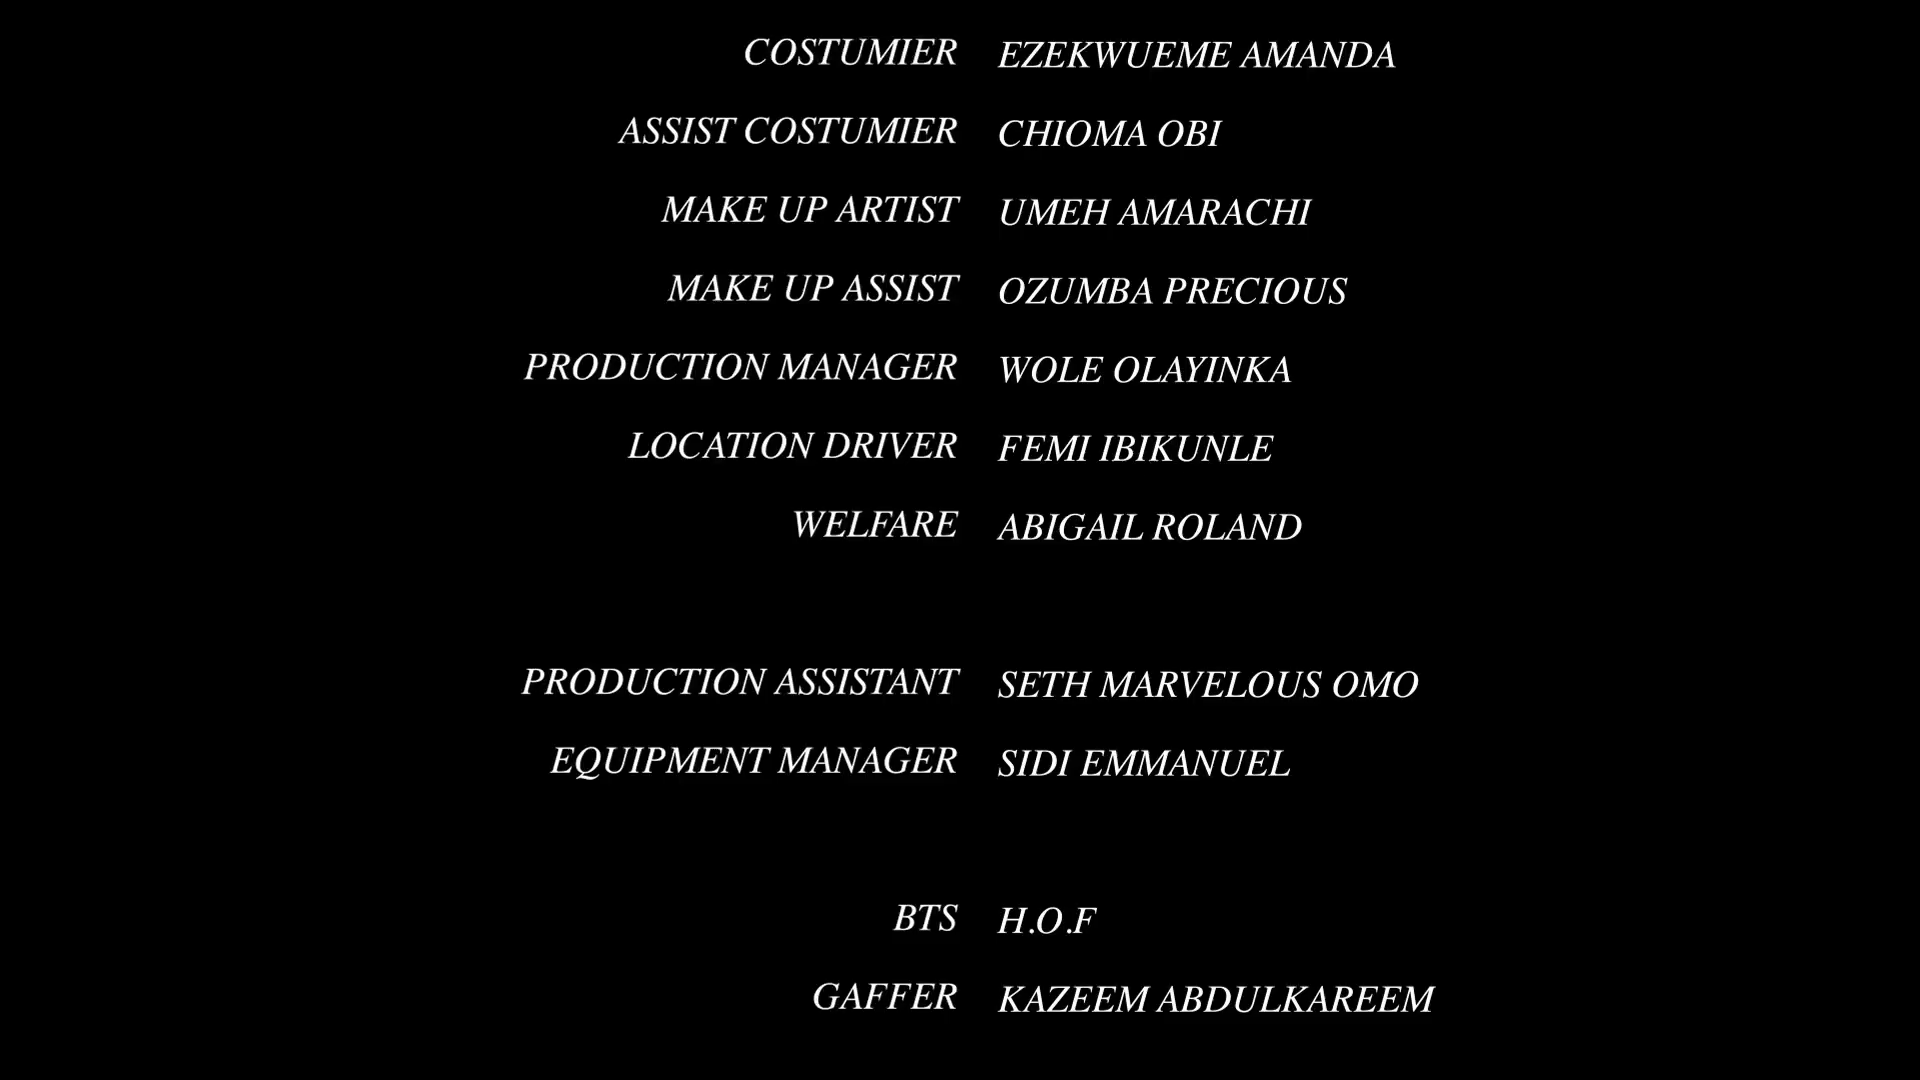 COSTUMIER EZEKWUEME AMANDA
ASSIST COSTUMIER CHIOMA OBI
MAKE UP ARTIST UMEH AMARACHI
MAKE UP ASSIST OZUMBA PRECIOUS
PRODUCTION MANAGER WOLE OLAYINKA
LOCATION DRIVER FEMI IBIKUNLE
WELFARE ABIGAIL ROLAND
PRODUCTION ASSISTANT SETH MARVELOUS OMO
EQUIPMENT MANAGER SIDI EMMANUEL
BTS H.O.F
GAFFER KAZEEM ABDULKAREEM